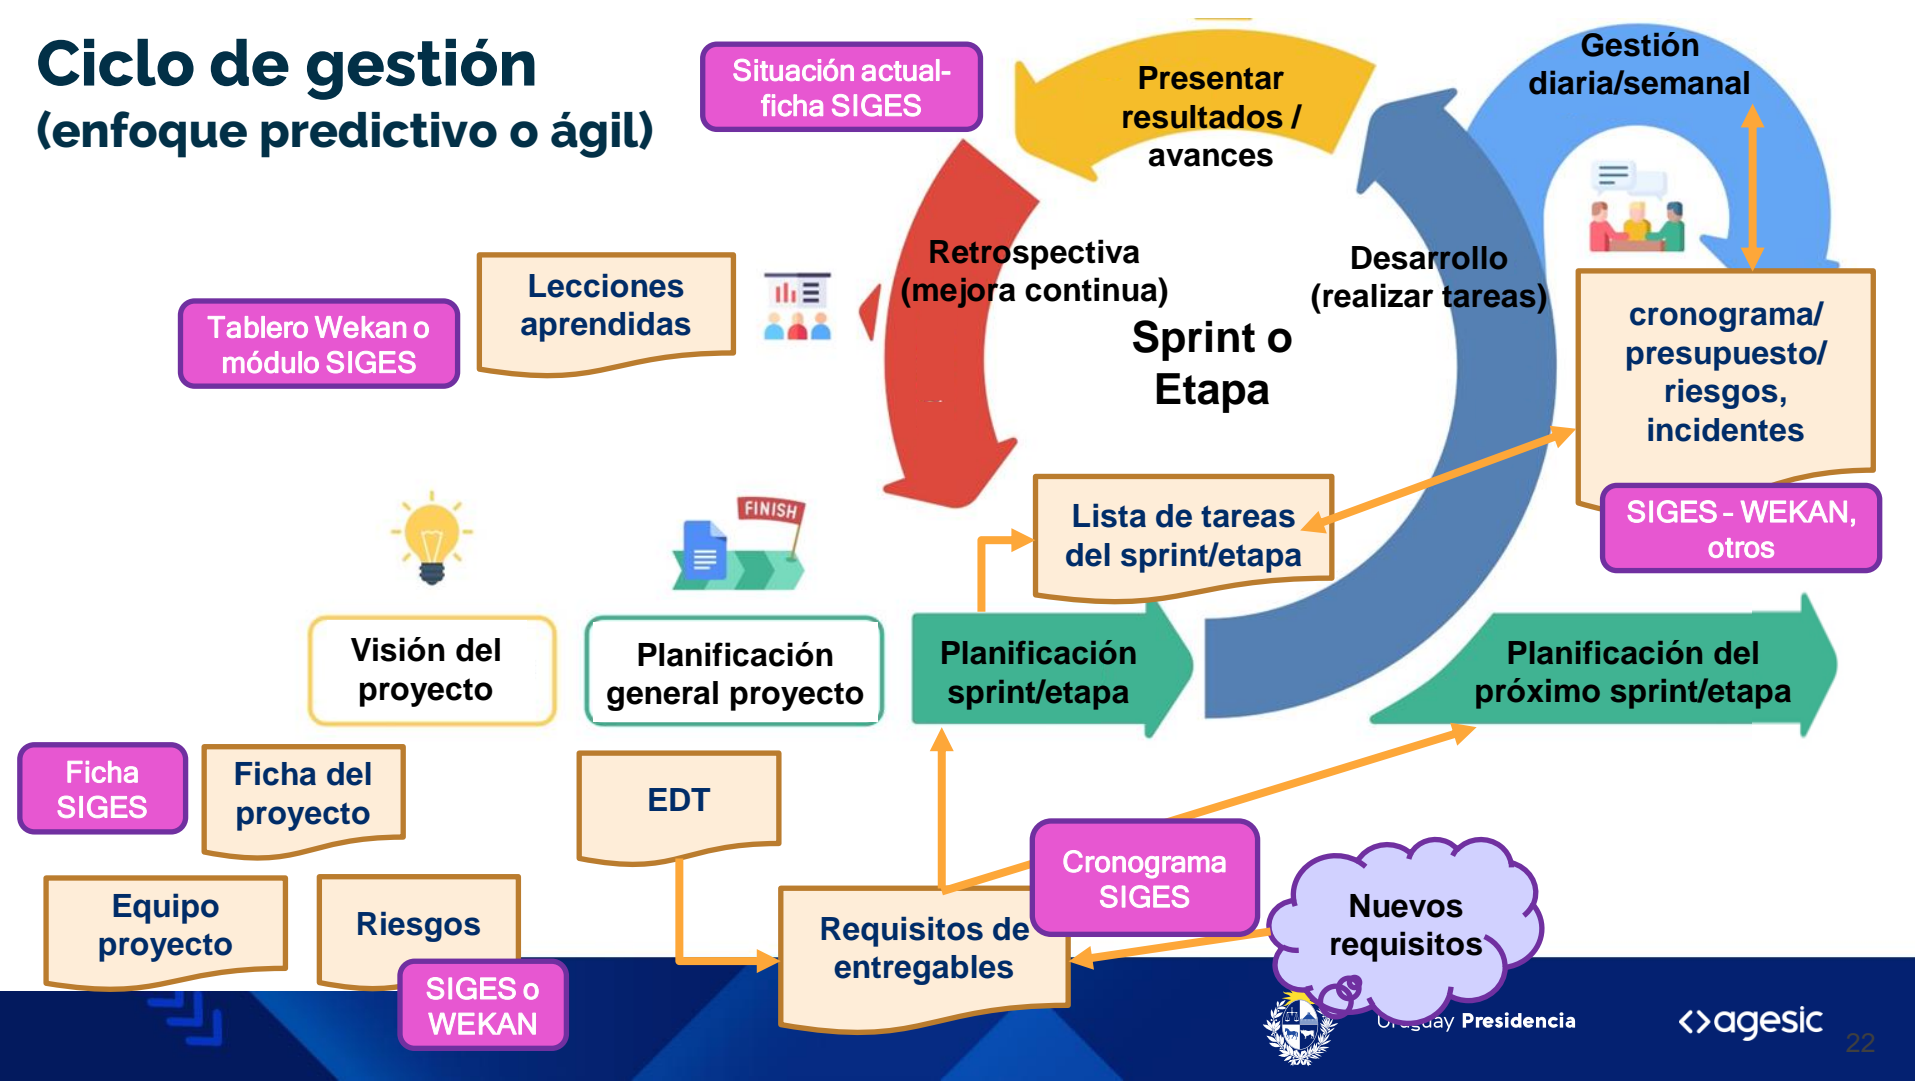 Ciclo de gestión
(enfoque predictivo o ágil)
Situación actual-
ficha SIGES
Presentar
resultados /
avances
Gestión
diaria/semanal
Retrospectiva
(mejora continua)
Desarrollo
(realizar tareas)
Sprint o
Etapa
Lecciones
aprendidas
Tablero Wekan o
módulo SIGES
cronograma/
presupuesto/
riesgos,
incidentes
SIGES - WEKAN,
otros
FINISH
Lista de tareas
del sprint/etapa
Visión del
proyecto
Planificación
general proyecto
Planificación
sprint/etapa
Planificación del
próximo sprint/etapa
Ficha
SIGES
Ficha del
proyecto
EDT
Equipo
proyecto
Riesgos
SIGES o
WEKAN
Requisitos de
entregables
Cronograma
SIGES
Nuevos
requisitos
Uruguay Presidencia
agesic
22